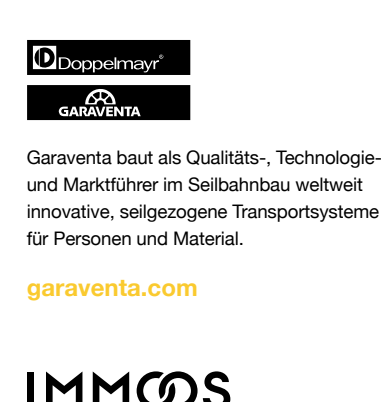 Doppelmayr®
GARAVENTA
Garaventa baut als Qualitäts-, Technologie-
und Marktführer im Seilbahnbau weltweit
innovative, seilgezogene Transportsysteme
für Personen und Material.
garaventa.com
IMMOOS